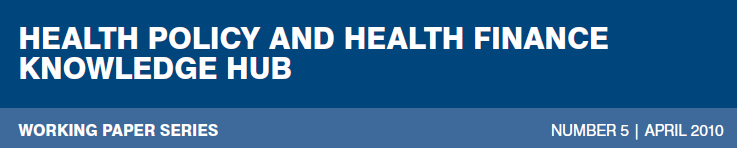 HEALTH POLICY AND HEALTH FINANCE
KNOWLEDGE HUB
WORKING PAPER SERIES NUMBER 5 | APRIL 2010